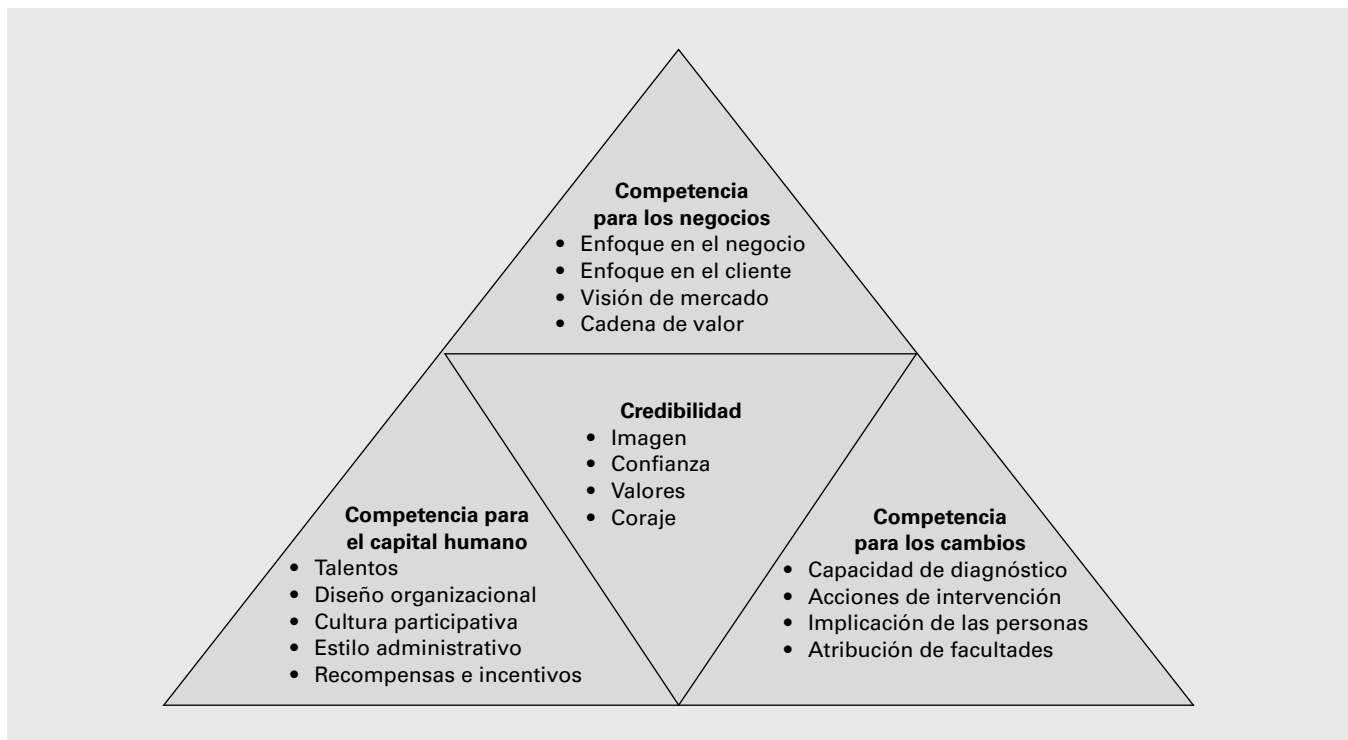 Competencia
para los negocios
• Enfoque en el negocio
• Enfoque en el cliente
• Visión de mercado
• Cadena de valor
Credibilidad
• Imagen
• Confianza
• Valores
• Coraje
Competencia para
el capital humano
• Talentos
• Diseño organizacional
• Cultura participativa
• Estilo administrativo
• Recompensas e incentivos
Competencia
para los cambios
• Capacidad de diagnóstico
• Acciones de intervención
• Implicación de las personas
• Atribución de facultades